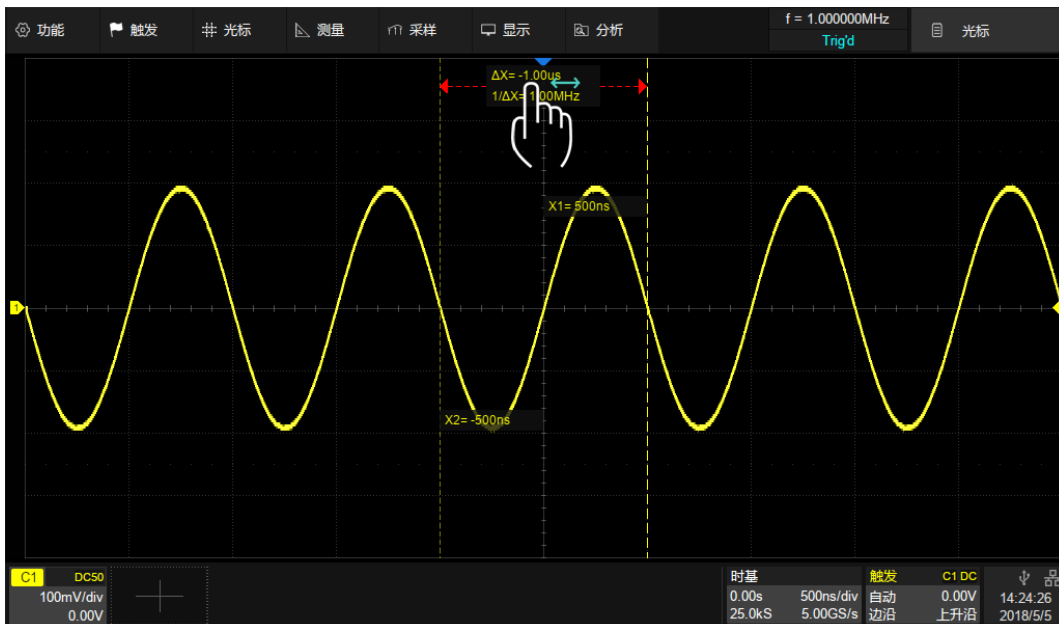 功能 触发 光标 测量 采样 显示 分析 f = 1.000000MHz 光标
Trig'd
ΔX= -1.00us
1/ΔX= 1.00MHz
X1= 500ns
1
X2= -500ns
C1 DC50 时基 触发 C1 DC
100mV/div 0.00s 500ns/div 自动 0.00V 14:24:26
0.00V 25.0kS 5.00GS/s 边沿 上升沿 2018/5/5